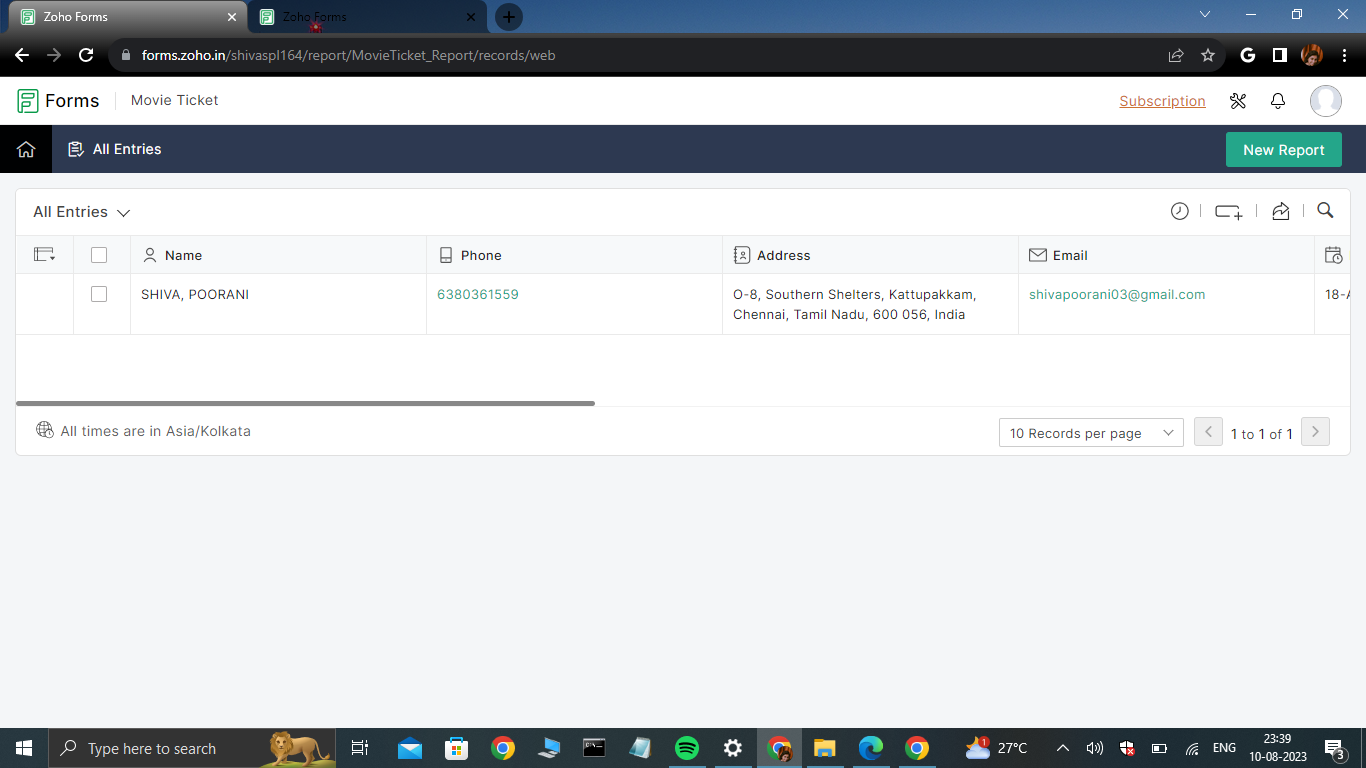 Zoho Forms
Zoho Forms
forms.zoho.in/shivaspl164/report/MovieTicket_Report/records/web
Forms
Movie Ticket
Subscription
All Entries
New Report
All Entries
Name
Phone
Address
Email
SHIVA, POORANI
6380361559
O-8, Southern Shelters, Kattupakkam,
Chennai, Tamil Nadu, 600 056, India
shivapoorani03@gmail.com
18-A
All times are in Asia/Kolkata
10 Records per page
1 to 1 of 1
Type here to search
1
27°C
ENG
23:39
10-08-2023
3